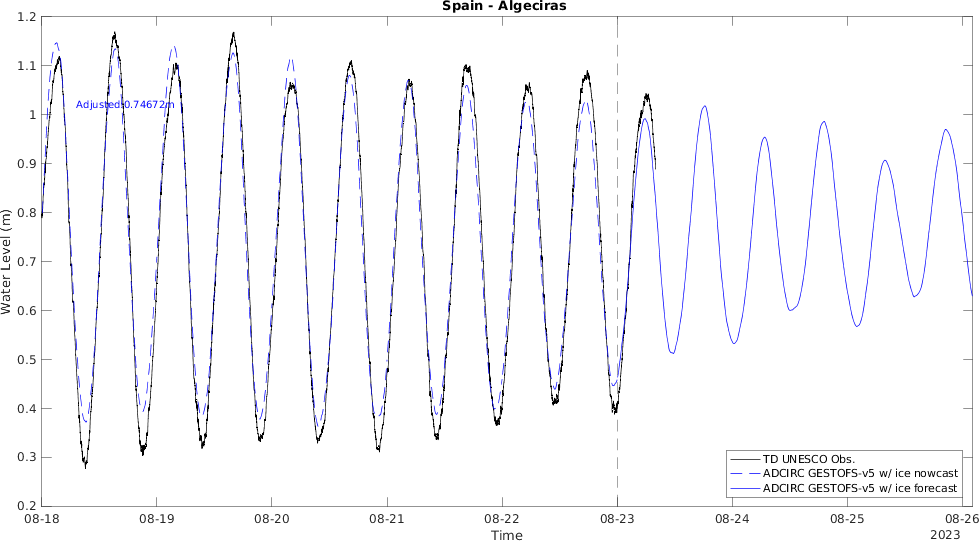 Spain - Algeciras
Water Level (m)
1.2
1.1
1
0.9
0.8
0.7
0.6
0.5
0.4
0.3
0.2
Adjusted:0.74672m
TD UNESCO Obs.
ADCIRC GESTOFS-v5 w/ ice nowcast
ADCIRC GESTOFS-v5 w/ ice forecast
08-18 08-19 08-20 08-21 08-22 08-23 08-24 08-25 08-26
Time
2023